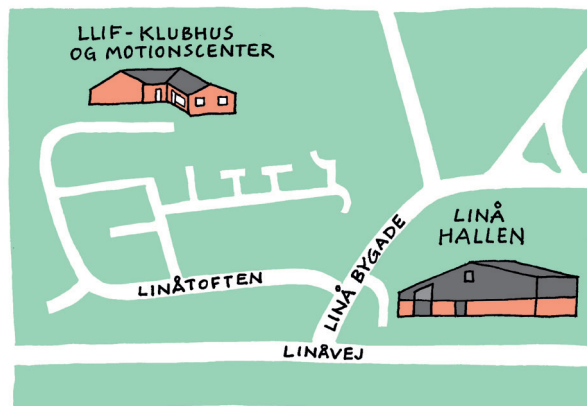 LLIF-KLUBHUS
OG MOTIONSCENTER
LINÅ
HALLEN
LINÅ BYGADE
LINÅTOFTEN
LINÅVEJ